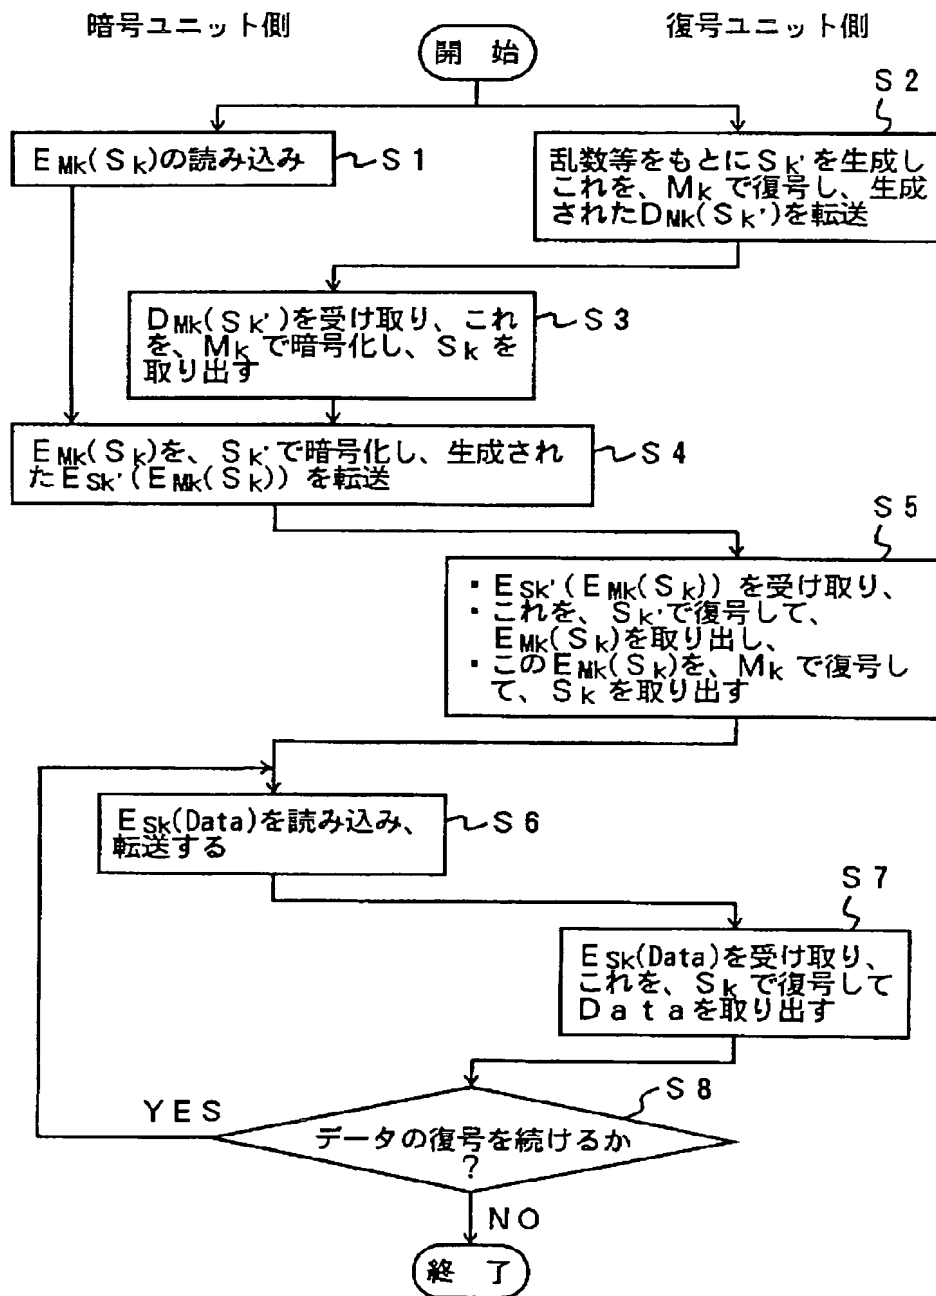 暗号ユニット側
復号ユニット側
開 始
S2
EMk(Sk)の読み込み
S1
乱数等をもとにSk'を生成し
これを、Mkで復号し、生成
されたDMk(Sk')を転送
DMk(Sk')を受け取り、これ
を、Mkで暗号化し、Skを
取り出す
S3
EMk(Sk)を、Sk'で暗号化し、生成され
たESk'(EMk(Sk))を転送
S4
S5
・ESk'(EMk(Sk))を受け取り、
・これを、Sk'で復号して、
EMk(Sk)を取り出し、
・このEMk(Sk)を、Mkで復号し
て、Skを取り出す
ESk(Data)を読み込み、
転送する
S6
S7
ESk(Data)を受け取り、
これを、Skで復号して
Dataを取り出す
S8
YES
データの復号を続けるか
?
NO
終 了